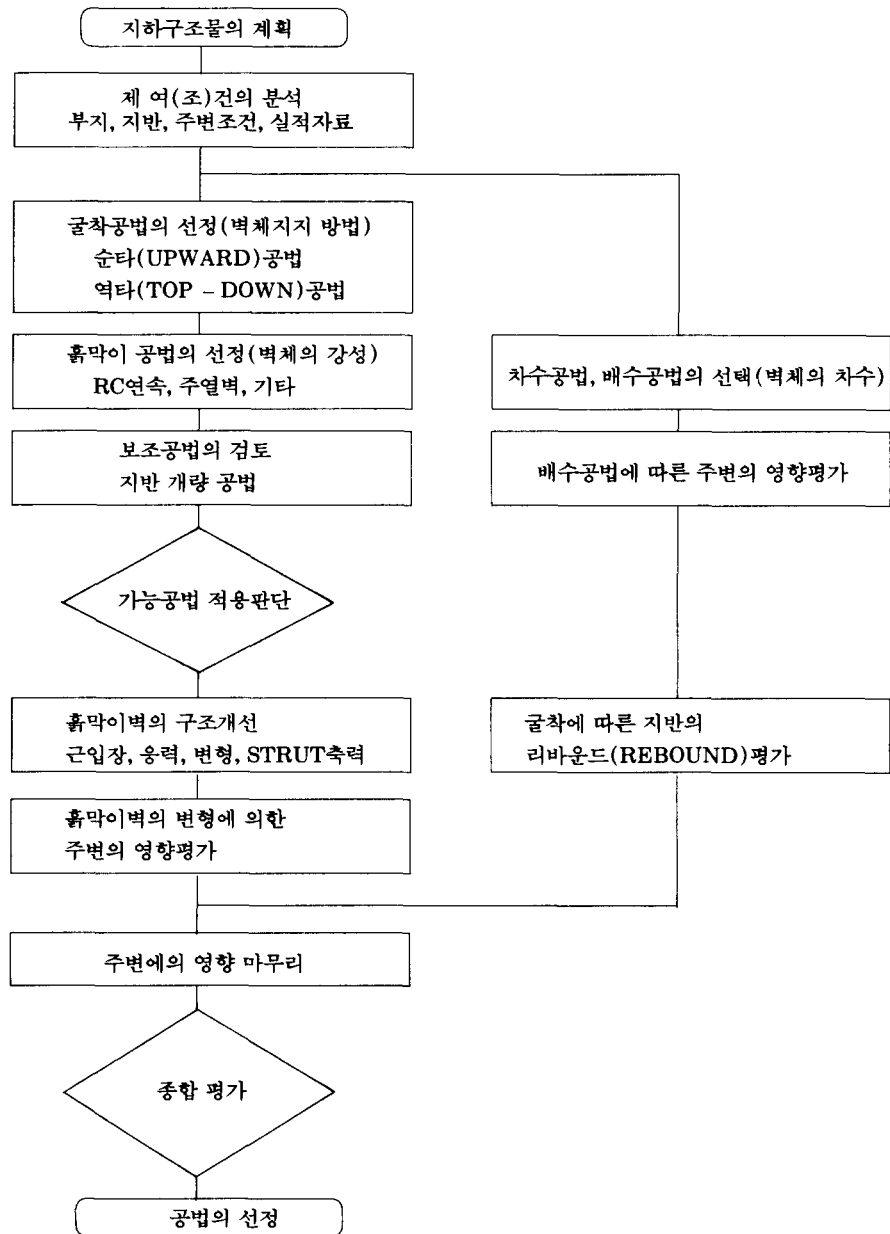 지하구조물의 계획
제 여(조)건의 분석
부지, 지반, 주변조건, 실적자료
굴착공법의 선정(벽체지지 방법)
순타(UPWARD)공법
역타(TOP - DOWN)공법
흙막이 공법의 선정(벽체의 강성)
RC연속, 주열벽, 기타
차수공법, 배수공법의 선택(벽체의 차수)
보조공법의 검토
지반 개량 공법
배수공법에 따른 주변의 영향평가
가능공법 적용판단
흙막이벽의 구조개선
근입장, 응력, 변형, STRUT축력
굴착에 따른 지반의
리바운드(REBOUND)평가
흙막이벽의 변형에 의한
주변의 영향평가
주변에의 영향 마무리
종합 평가
공법의 선정